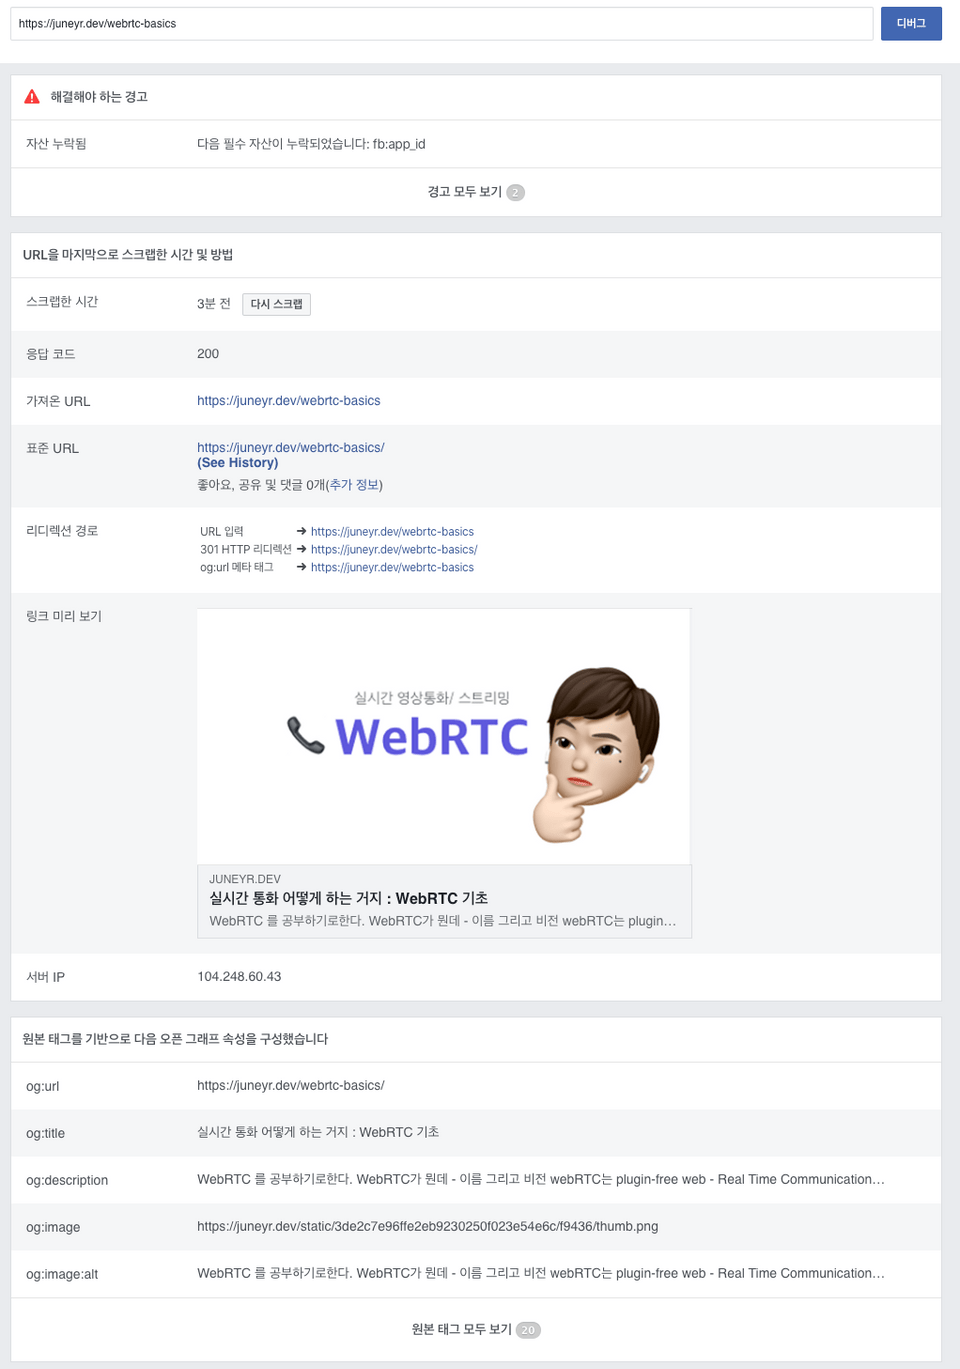 https://juneyr.dev/webrtc-basics
디버그
해결해야 하는 경고
자산 누락됨
다음 필수 자산이 누락되었습니다: fb:app_id
경고 모두 보기 2
URL을 마지막으로 스크랩한 시간 및 방법
스크랩한 시간
3분 전
다시 스크랩
응답 코드
200
가져온 URL
https://juneyr.dev/webrtc-basics
표준 URL
https://juneyr.dev/webrtc-basics/
(See History)
좋아요, 공유 및 댓글 0개(추가 정보)
리디렉션 경로
URL 입력 → https://juneyr.dev/webrtc-basics
301 HTTP 리디렉션 → https://juneyr.dev/webrtc-basics/
og:url 메타 태그 → https://juneyr.dev/webrtc-basics
링크 미리 보기
실시간 영상통화/ 스트리밍
WebRTC
JUNEYR.DEV
실시간 통화 어떻게 하는 거지 : WebRTC 기초
WebRTC 를 공부하기로한다. WebRTC가 뭔데 - 이름 그리고 비전 webRTC는 plugin...
서버 IP
104.248.60.43
원본 태그를 기반으로 다음 오픈 그래프 속성을 구성했습니다
og:url
https://juneyr.dev/webrtc-basics/
og:title
실시간 통화 어떻게 하는 거지 : WebRTC 기초
og:description
WebRTC 를 공부하기로한다. WebRTC가 뭔데 - 이름 그리고 비전 webRTC는 plugin-free web - Real Time Communication...
og:image
https://juneyr.dev/static/3de2c7e96ffe2eb9230250f023e54e6c/f9436/thumb.png
og:image:alt
WebRTC 를 공부하기로한다. WebRTC가 뭔데 - 이름 그리고 비전 webRTC는 plugin-free web - Real Time Communication...
원본 태그 모두 보기 20